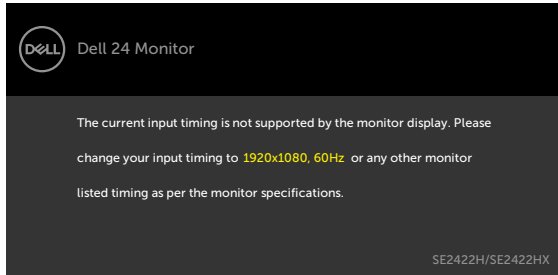 DELL
Dell 24 Monitor
The current input timing is not supported by the monitor display. Please
change your input timing to 1920x1080, 60Hz or any other monitor
listed timing as per the monitor specifications.
SE2422H/SE2422HX